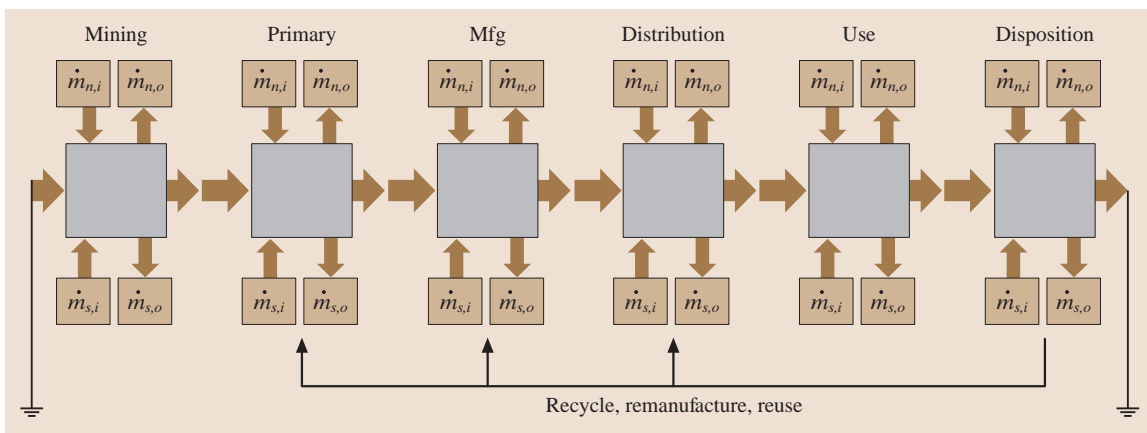 Mining Primary Mfg Distribution Use Disposition
ṁn,i ṁn,o ṁn,i ṁn,o ṁn,i ṁn,o ṁn,i ṁn,o ṁn,i ṁn,o ṁn,i ṁn,o
ṁs,i ṁs,o ṁs,i ṁs,o ṁs,i ṁs,o ṁs,i ṁs,o ṁs,i ṁs,o ṁs,i ṁs,o
Recycle, remanufacture, reuse